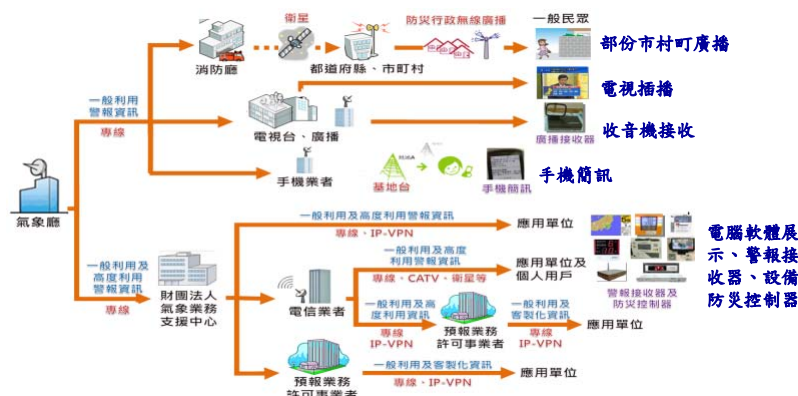 衛星
防災行政無線廣播
一般民眾
消防廳
都道府縣、市町村
部份市村町廣播
電視插播
一般利用
警報資訊
專線
電視台、廣播
廣播接收器
收音機接收
手機業者
基地台
手機簡訊
手機簡訊
氣象廳
一般利用及高度利用警報資訊
專線、IP-VPN
應用單位
一般利用及
高度利用
警報資訊
專線
財團法人
氣象業務
支援中心
電信業者
一般利用及高度
利用警報資訊
專線、CATV、衛星等
應用單位及
個人用戶
警報接收器及
防災控制器
電腦軟體展
示、警報接
收器、設備
防災控制器
一般利用及高
度利用資訊
專線
IP-VPN
預報業務
許可事業者
一般利用及
客製化資訊
專線
IP-VPN
應用單位
預報業務
許可事業者
一般利用及客製化資訊
專線、IP-VPN
應用單位